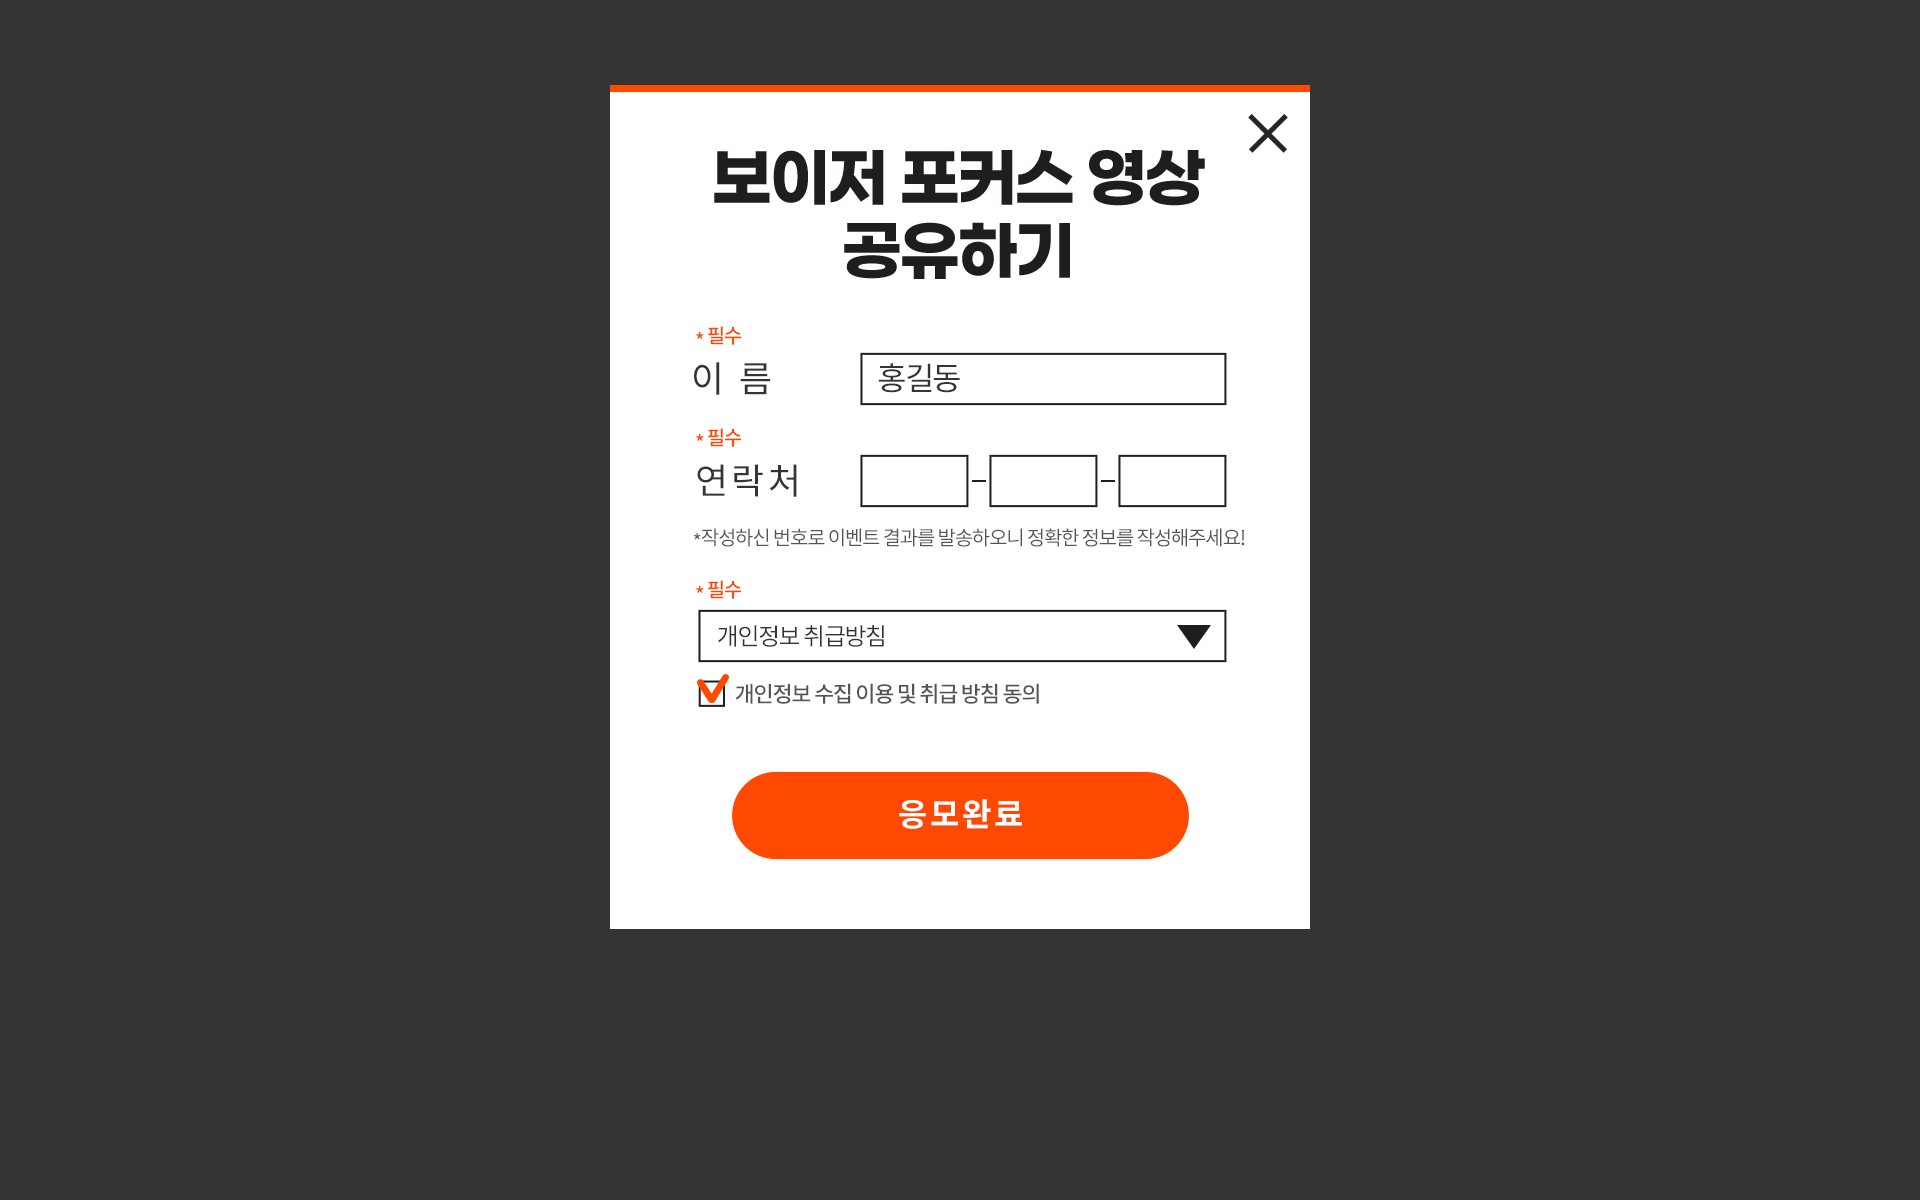 보이저 포커스 영상
공유하기
* 필수
이 름
홍길동
* 필수
연락처
*작성하신 번호로 이벤트 결과를 발송하오니 정확한 정보를 작성해주세요!
* 필수
개인정보 취급방침
개인정보 수집 이용 및 취급 방침 동의
응모완료